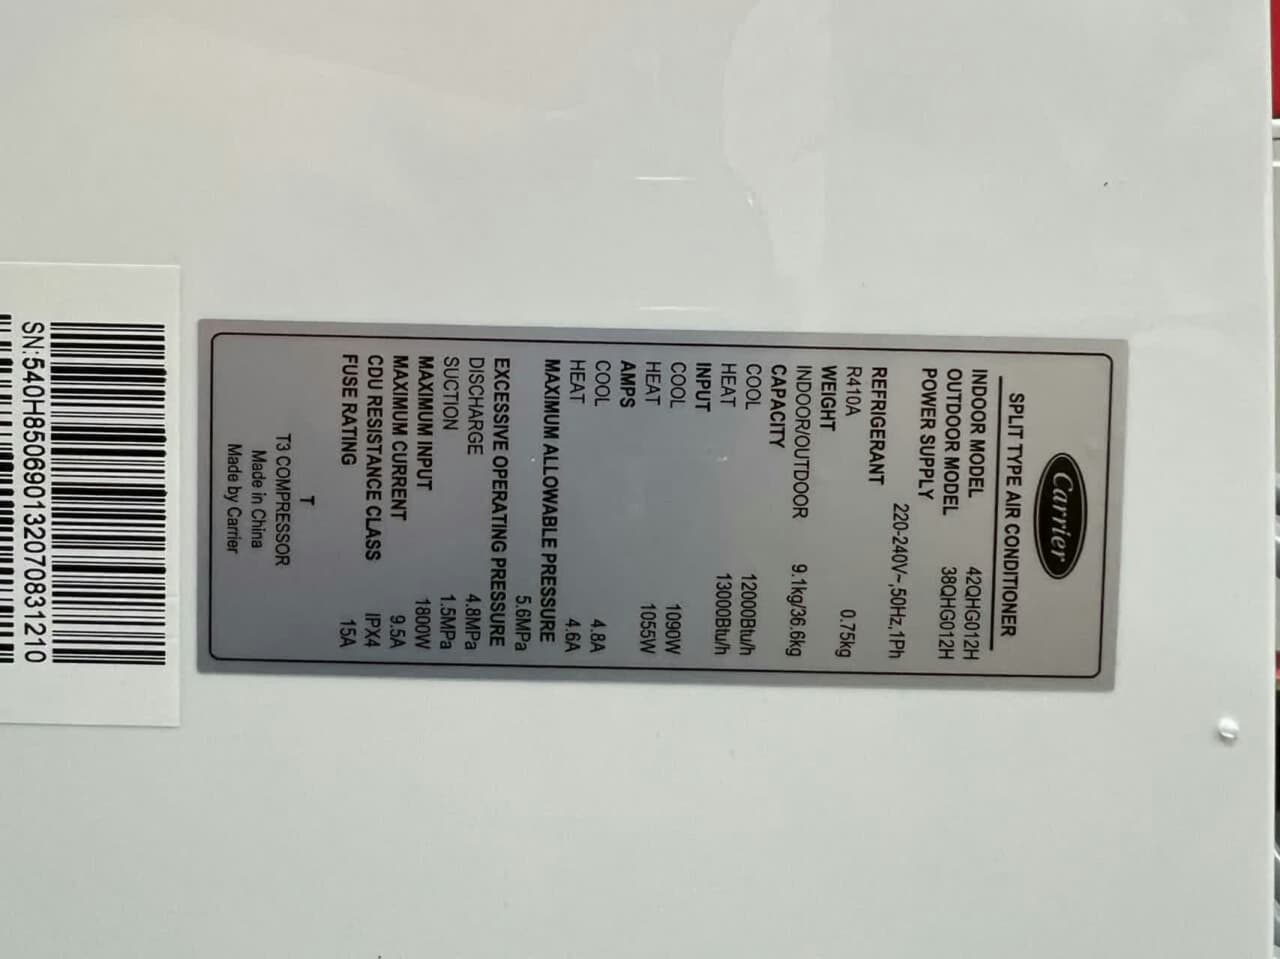 Carrier
SPLIT TYPE AIR CONDITIONER
INDOOR MODEL 42QHG012H
OUTDOOR MODEL 38QHG012H
POWER SUPPLY
220-240V~,50Hz,1Ph
REFRIGERANT
R410A 0.75kg
WEIGHT
INDOOR/OUTDOOR 9.1kg/36.6kg
CAPACITY
COOL 12000Btu/h
HEAT 13000Btu/h
INPUT
COOL 1090W
HEAT 1055W
AMPS
COOL 4.8A
HEAT 4.6A
MAXIMUM ALLOWABLE PRESSURE
5.6MPa
EXCESSIVE OPERATING PRESSURE
DISCHARGE 4.8MPa
SUCTION 1.5MPa
MAXIMUM INPUT 1800W
MAXIMUM CURRENT 9.5A
CDU RESISTANCE CLASS IPX4
FUSE RATING 15A
T
T3 COMPRESSOR
Made in China
Made by Carrier
SN:540H850690132070831210